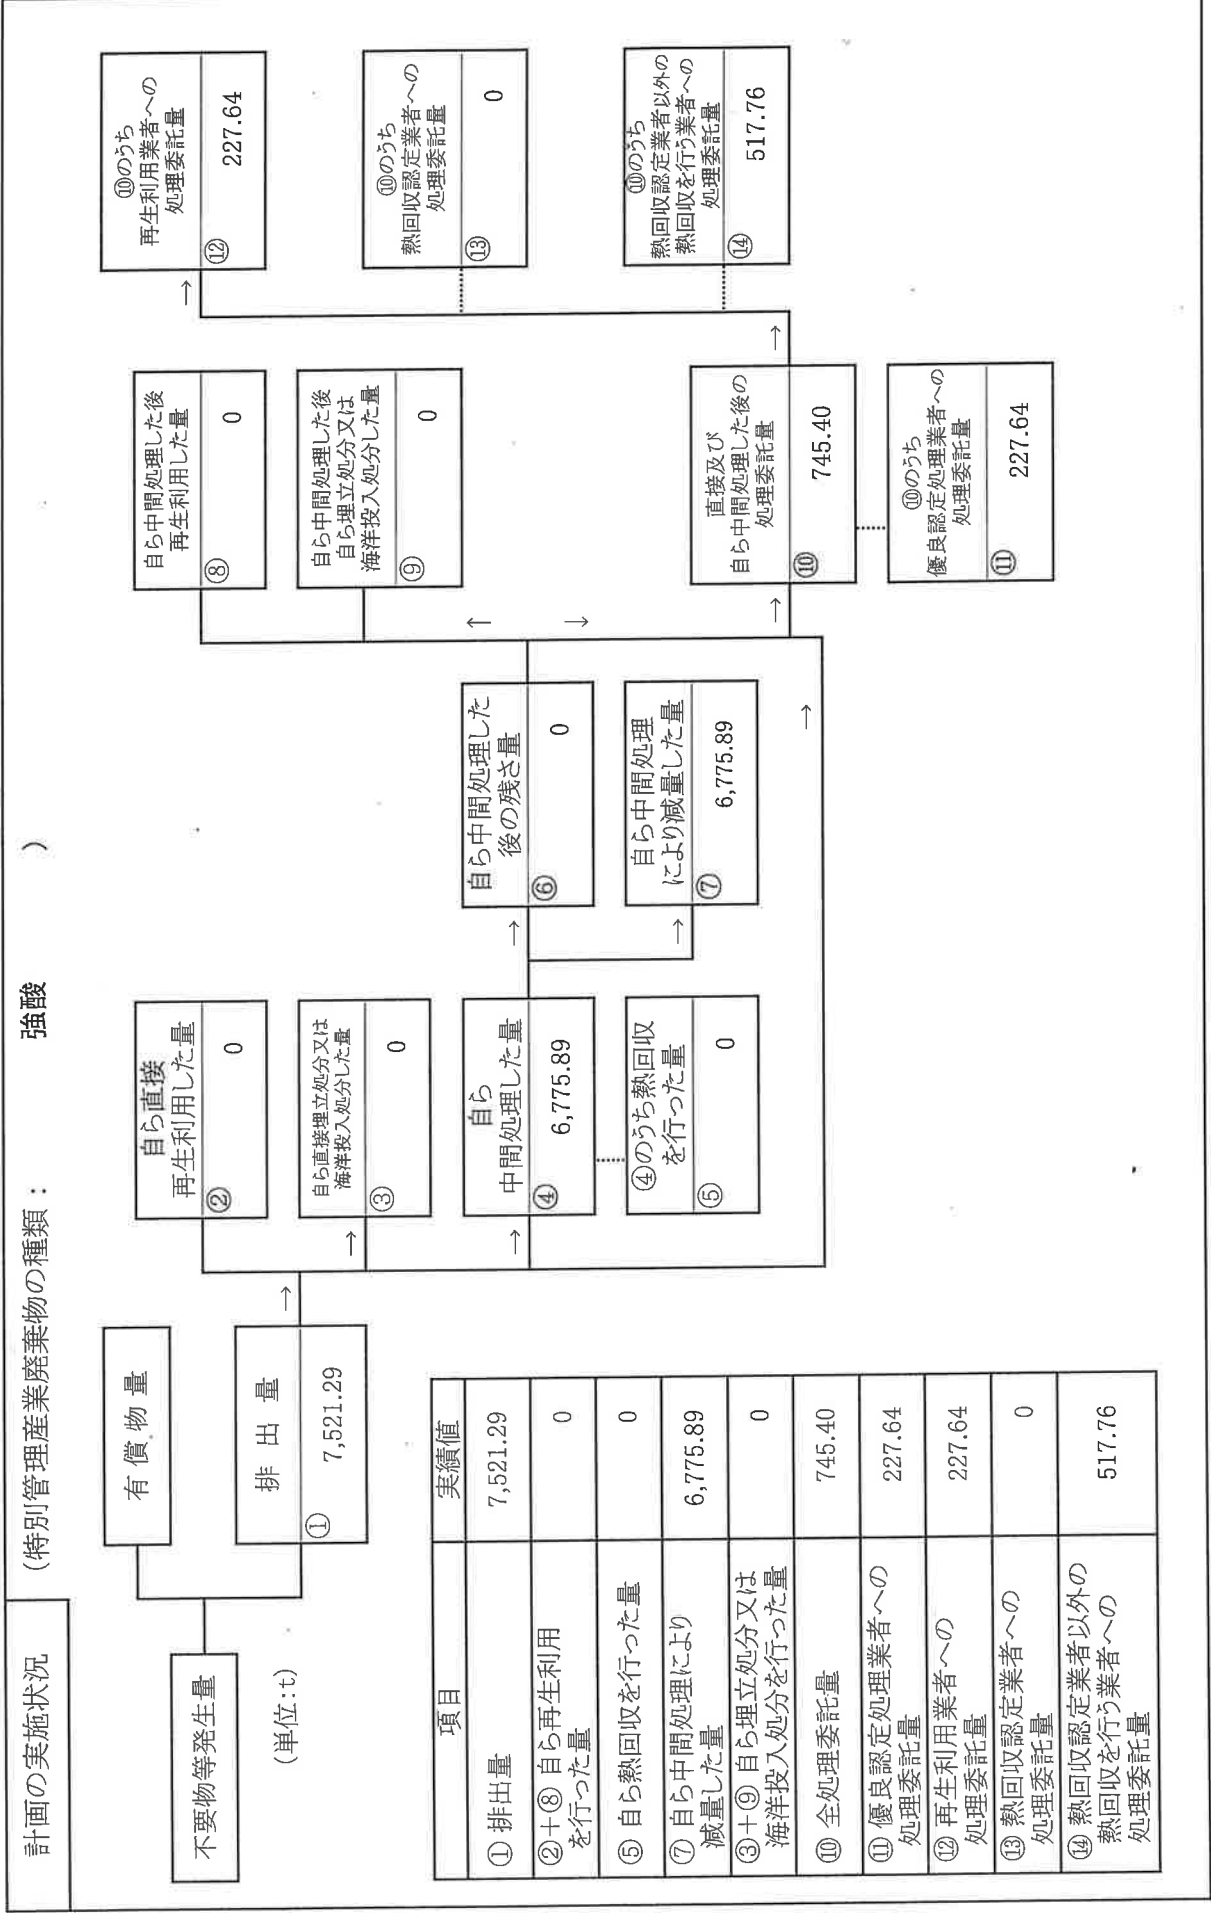 計画の実施状況
（特別管理産業廃棄物の種類：　強酸　）
不要物等発生量
（単位：t）
有償物量
排出量
① 7,521.29
自ら直接
再生利用した量
② 0
自ら直接埋立処分又は
海洋投入処分した量
③ 0
自ら
中間処理した量
④ 6,775.89
④のうち熱回収
を行った量
⑤ 0
自ら中間処理した
後の残さ量
⑥ 0
自ら中間処理
により減量した量
⑦ 6,775.89
自ら中間処理した後
再生利用した量
⑧ 0
自ら中間処理した後
自ら埋立処分又は
海洋投入処分した量
⑨ 0
直接及び
自ら中間処理した後の
処理委託量
⑩ 745.40
⑩のうち
優良認定処理業者への
処理委託量
⑪ 227.64
⑩のうち
再生利用業者への
処理委託量
⑫ 227.64
⑩のうち
熱回収認定業者への
処理委託量
⑬ 0
⑩のうち
熱回収認定業者以外の
熱回収を行う業者への
処理委託量
⑭ 517.76
項目 実績値
①排出量 7,521.29
②＋⑧ 自ら再生利用
を行った量 0
⑤ 自ら熱回収を行った量 0
⑦ 自ら中間処理により
減量した量 6,775.89
③＋⑨ 自ら埋立処分又は
海洋投入処分を行った量 0
⑩ 全処理委託量 745.40
⑪ 優良認定処理業者への
処理委託量 227.64
⑫ 再生利用業者への
処理委託量 227.64
⑬ 熱回収認定業者への
処理委託量 0
⑭ 熱回収認定業者以外の
熱回収を行う業者への
処理委託量 517.76